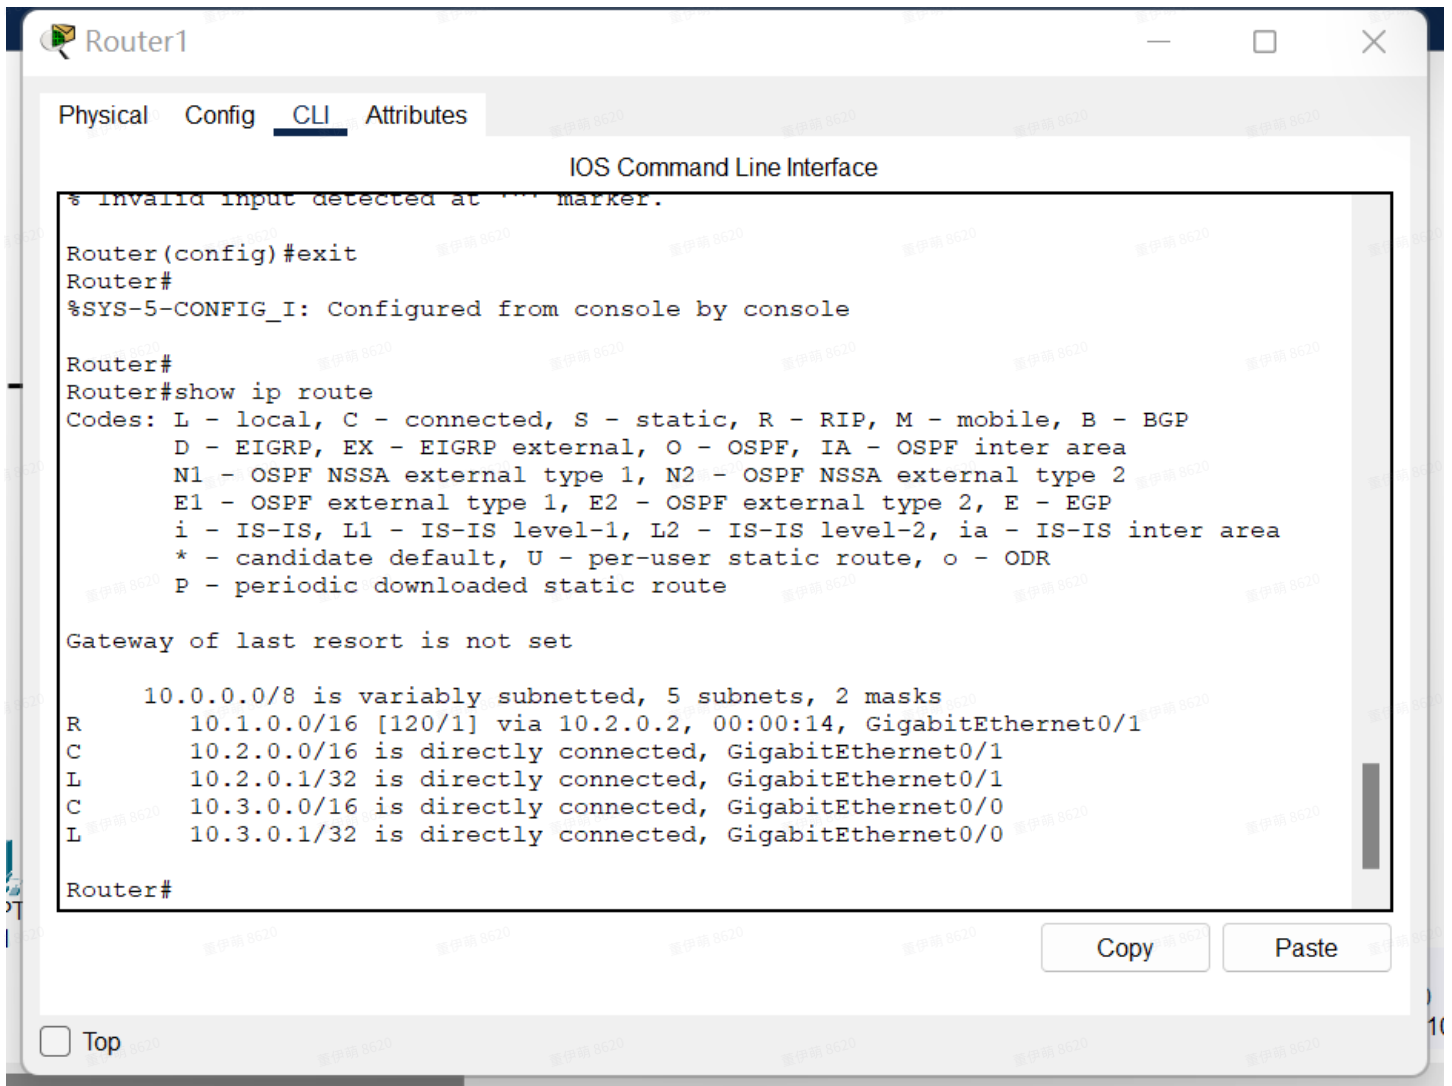 Router1
Physical Config CLI Attributes
IOS Command Line Interface
% Invalid input detected at '^' marker.
Router(config)#exit
Router#
%SYS-5-CONFIG_I: Configured from console by console
Router#
Router#show ip route
Codes: L - local, C - connected, S - static, R - RIP, M - mobile, B - BGP
D - EIGRP, EX - EIGRP external, O - OSPF, IA - OSPF inter area
N1 - OSPF NSSA external type 1, N2 - OSPF NSSA external type 2
E1 - OSPF external type 1, E2 - OSPF external type 2, E - EGP
i - IS-IS, L1 - IS-IS level-1, L2 - IS-IS level-2, ia - IS-IS inter area
* - candidate default, U - per-user static route, o - ODR
P - periodic downloaded static route
Gateway of last resort is not set
10.0.0.0/8 is variably subnetted, 5 subnets, 2 masks
R 10.1.0.0/16 [120/1] via 10.2.0.2, 00:00:14, GigabitEthernet0/1
C 10.2.0.0/16 is directly connected, GigabitEthernet0/1
L 10.2.0.1/32 is directly connected, GigabitEthernet0/1
C 10.3.0.0/16 is directly connected, GigabitEthernet0/0
L 10.3.0.1/32 is directly connected, GigabitEthernet0/0
Router#
Copy Paste
Top